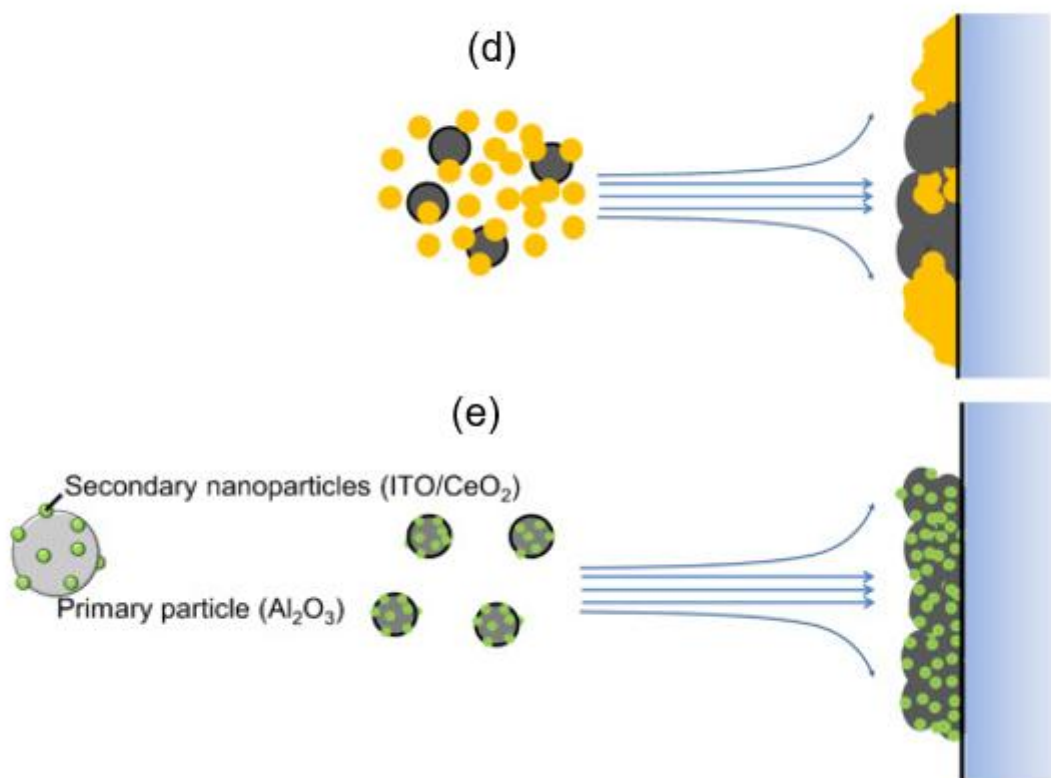 (d)
(e)
Secondary nanoparticles (ITO/CeO₂)
Primary particle (Al₂O₃)